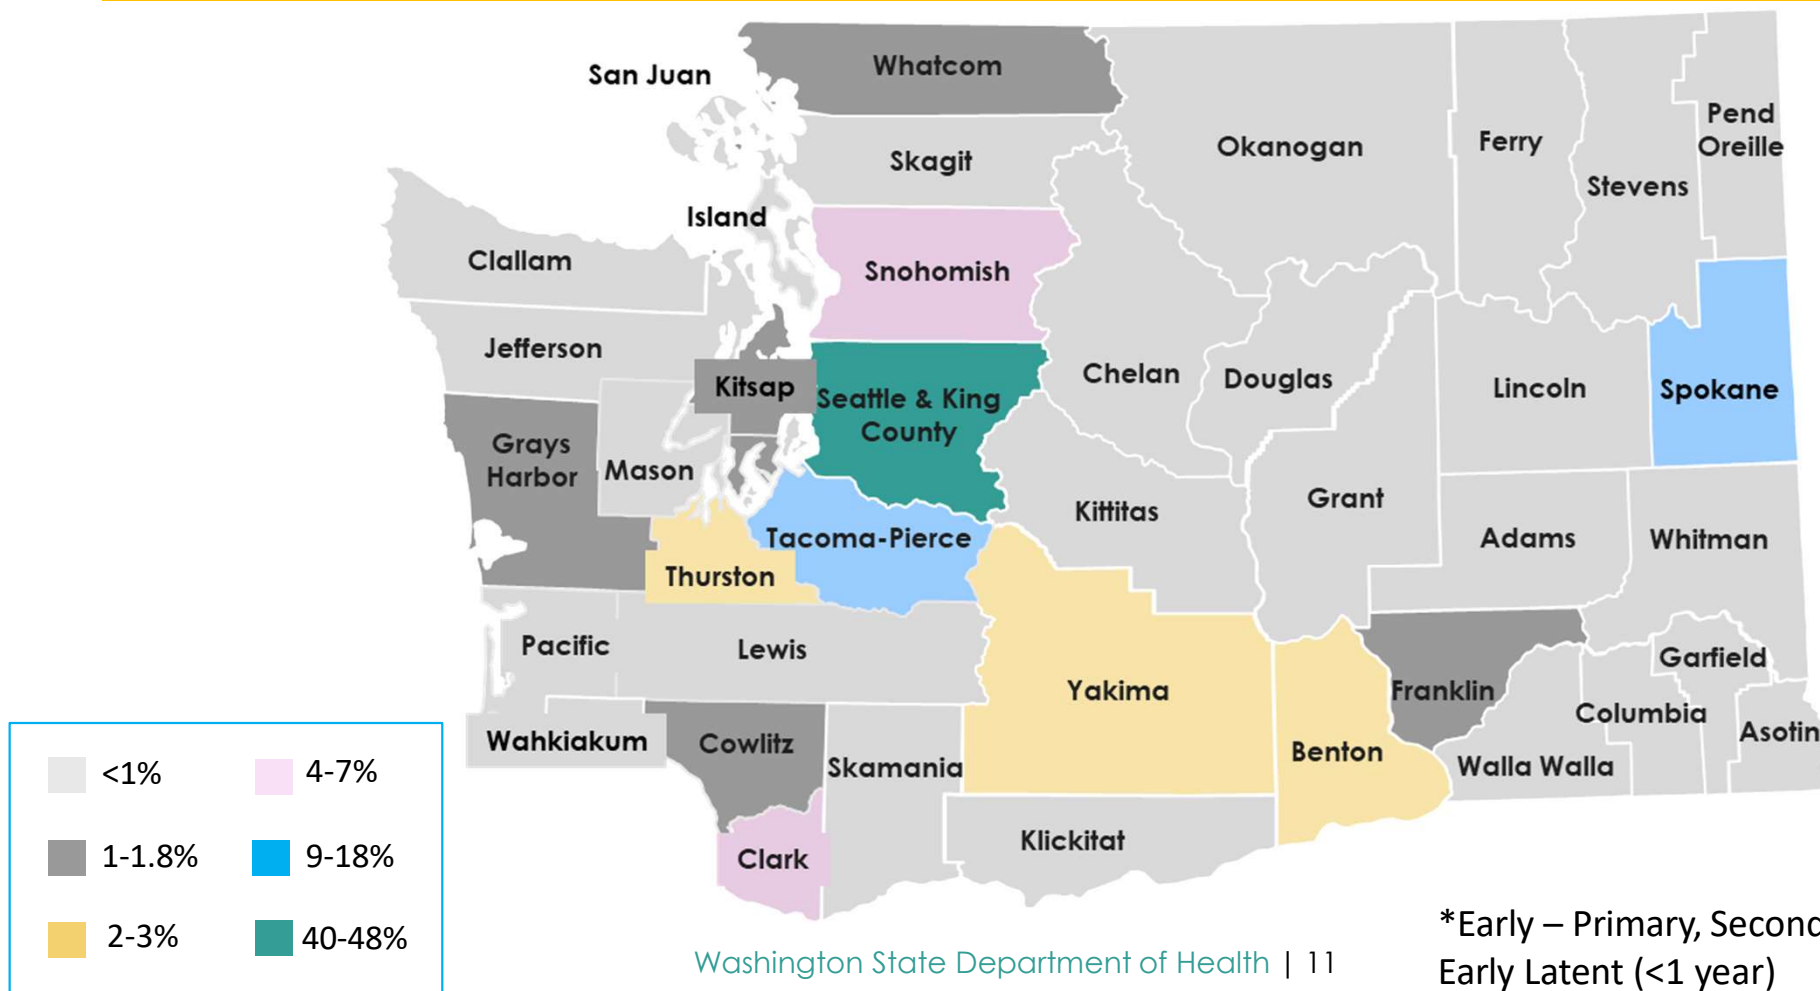 Whatcom
San Juan
Pend
Oreille
Okanogan
Ferry
Skagit
Stevens
Island
Clallam
Snohomish
Jefferson
Chelan
Douglas
Kitsap
Lincoln
Spokane
Seattle & King
County
Grays
Harbor
Mason
Grant
Kittitas
Tacoma-Pierce
Adams
Whitman
Thurston
Pacific
Lewis
Garfield
Yakima
Franklin
Columbia
Asotin
Wahkiakum
Cowlitz
Benton
Skamania
Walla Walla
Klickitat
Clark
<1%
4-7%
1-1.8%
9-18%
2-3%
40-48%
*Early – Primary, Second
Early Latent (<1 year)
Washington State Department of Health | 11